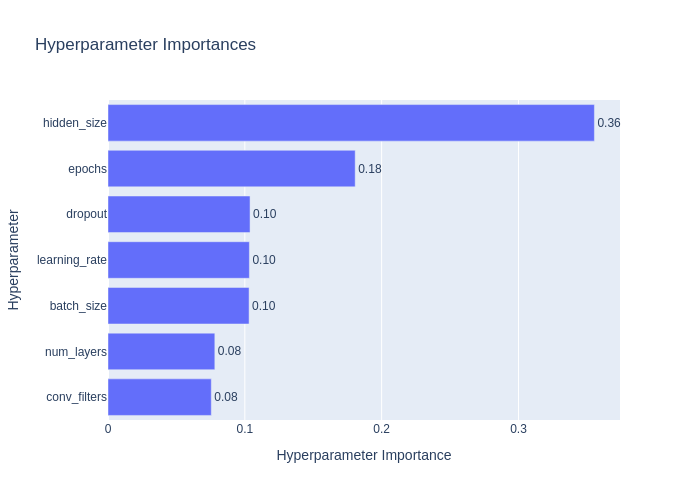 Hyperparameter Importances
Hyperparameter
hidden_size 0.36
epochs 0.18
dropout 0.10
learning_rate 0.10
batch_size 0.10
num_layers 0.08
conv_filters 0.08
0 0.1 0.2 0.3
Hyperparameter Importance